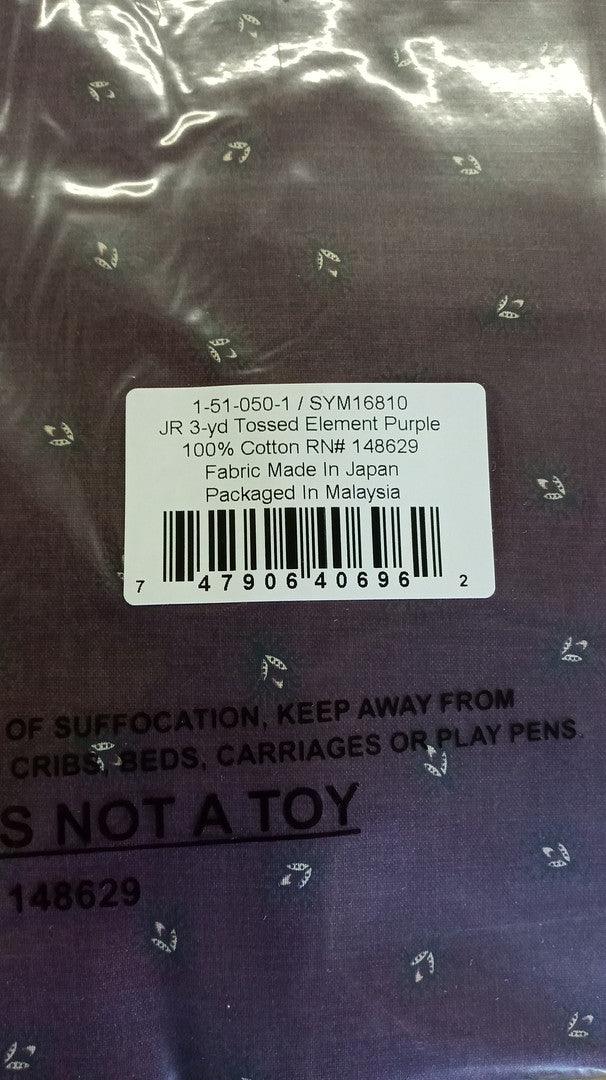 1-51-050-1 / SYM16810
JR 3-yd Tossed Element Purple
100% Cotton RN# 148629
Fabric Made In Japan
Packaged In Malaysia
7 47906 40696 2
OF SUFFOCATION, KEEP AWAY FROM
CRIBS, BEDS, CARRIAGES OR PLAY PENS.
S NOT A TOY
148629